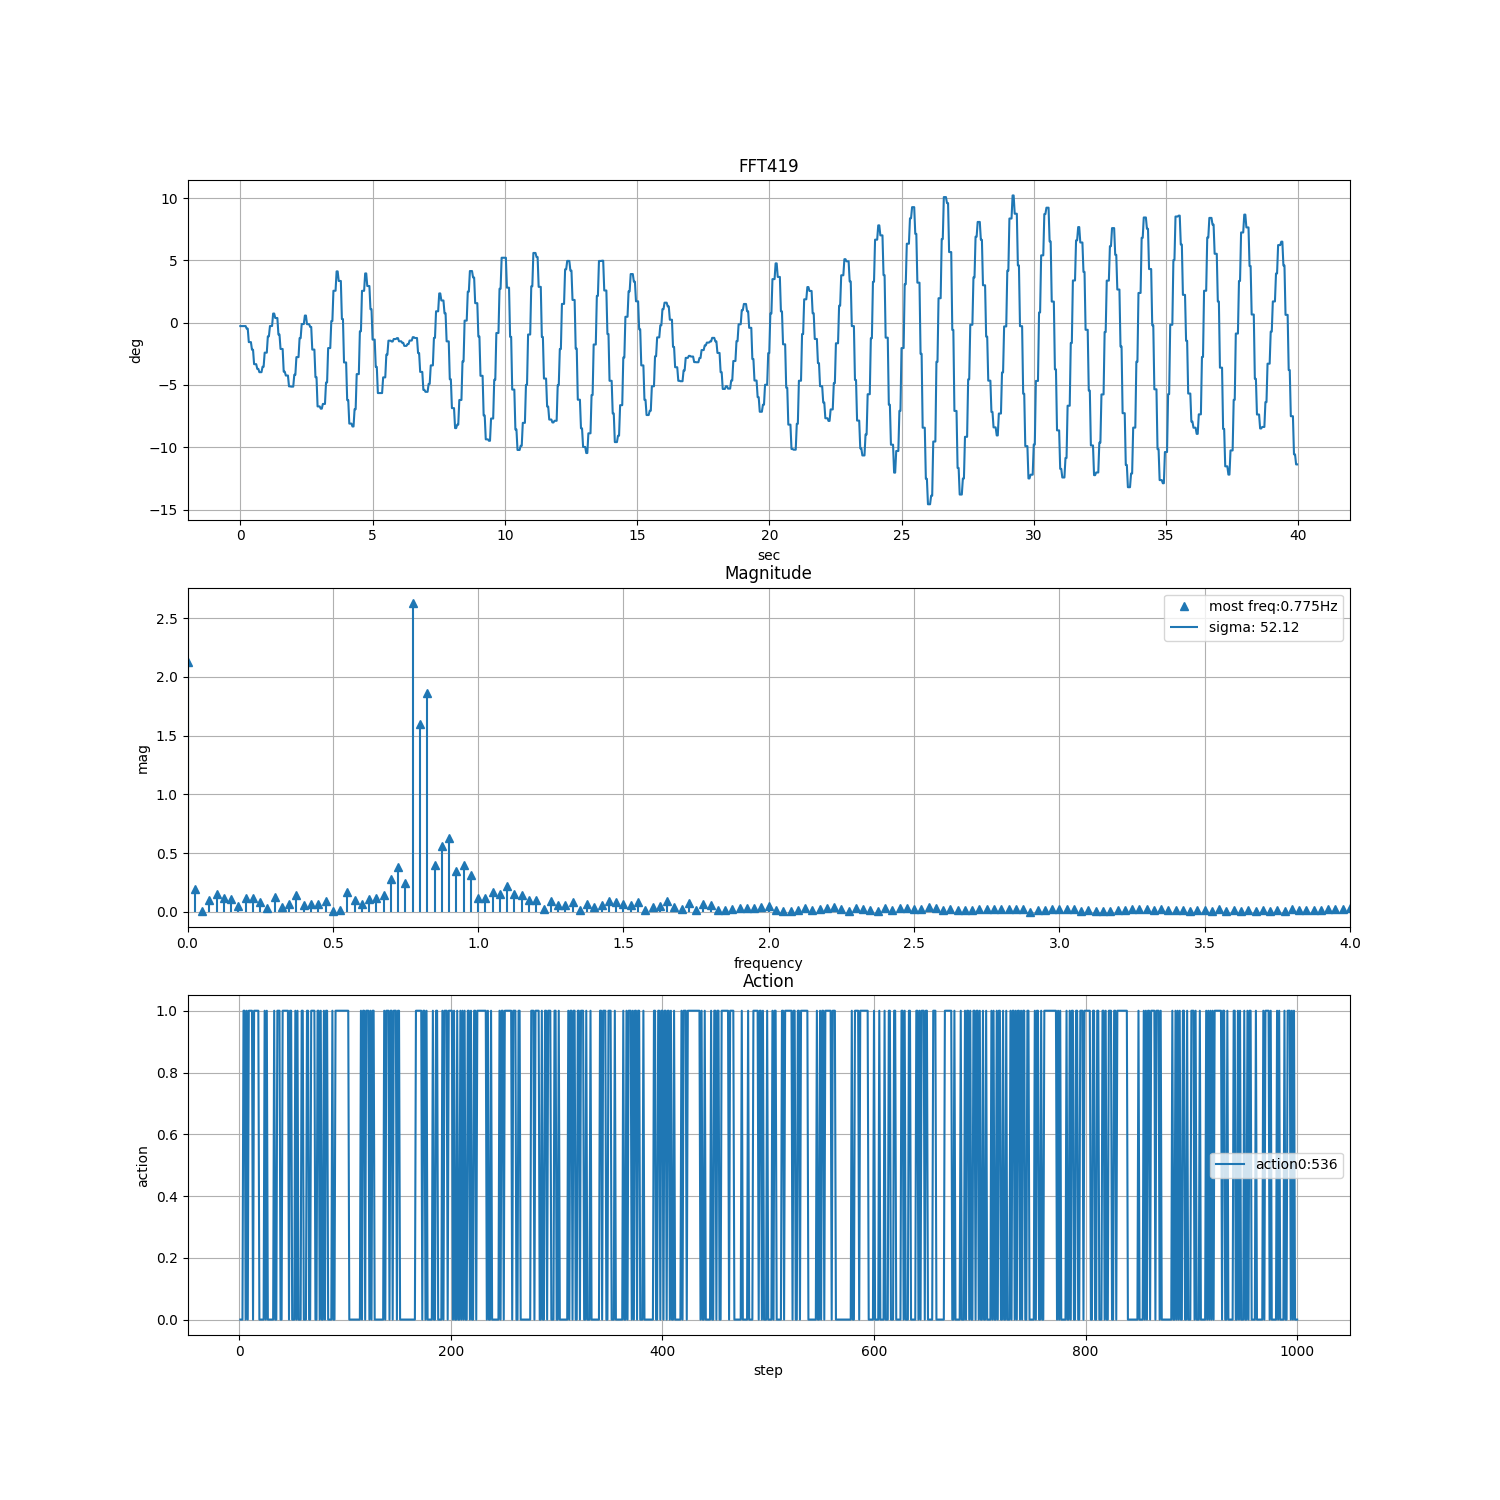 FFT419
10
5
0
−5
−10
−15
deg
0 5 10 15 20 25 30 35 40
sec
Magnitude
most freq:0.775Hz
sigma: 52.12
2.5
2.0
1.5
1.0
0.5
0.0
mag
0.0 0.5 1.0 1.5 2.0 2.5 3.0 3.5 4.0
frequency
Action
1.0
0.8
0.6
0.4
0.2
0.0
action
action0:536
0 200 400 600 800 1000
step